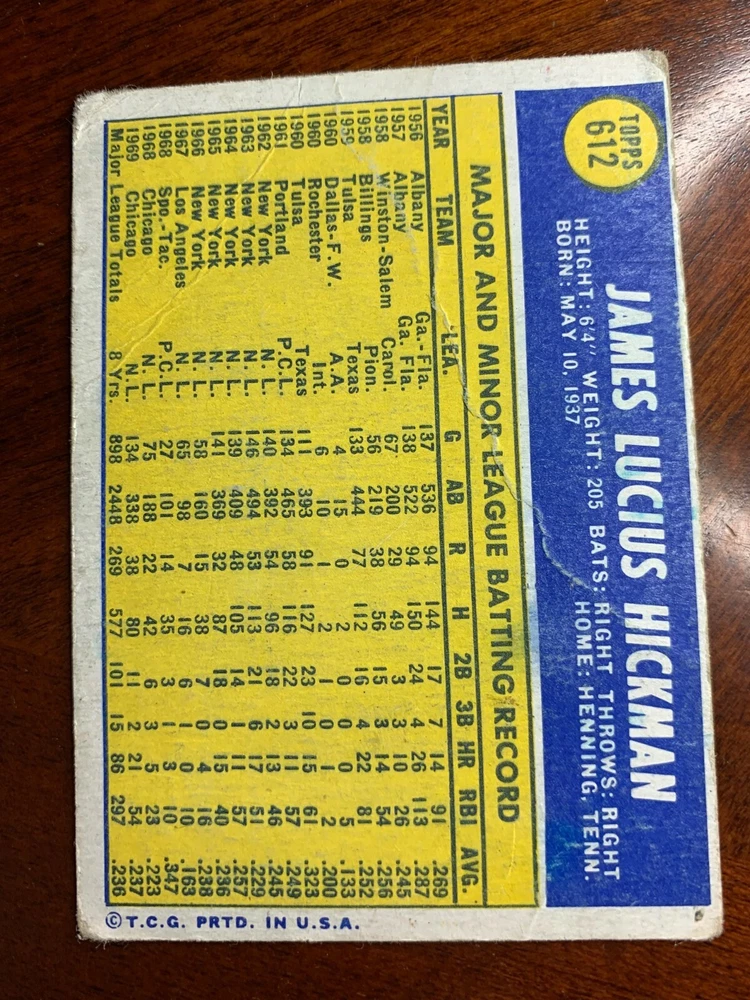 TOPPS
612
JAMES LUCIUS HICKMAN
HEIGHT: 6'4" WEIGHT: 205 BATS: RIGHT THROWS: RIGHT
BORN: MAY 10, 1937 HOME: HENNING, TENN.
MAJOR AND MINOR LEAGUE BATTING RECORD
YEAR TEAM LEA. G AB R H 2B 3B HR RBI AVG.
1956 Albany Ga.-Fla. 137 536 94 144 17 7 14 91 .269
1957 Albany Ga. Fla. 138 522 94 150 24 4 26 113 .287
1958 Winston-Salem Carol. 67 200 29 49 3 3 10 26 .245
1958 Billings Pion. 56 219 38 56 15 3 14 54 .256
1959 Tulsa Texas 133 444 77 112 16 4 22 81 .252
1960 Dallas-F.W. A.A. 4 15 0 2 0 0 0 5 .133
1960 Rochester Int. 6 10 1 2 1 0 0 2 .200
1960 Tulsa Texas 111 393 91 127 23 10 15 61 .323
1961 Portland P.C.L. 134 465 58 116 22 3 11 57 .249
1962 New York N. L. 140 392 54 96 18 2 13 46 .245
1963 New York N. L. 146 494 53 113 21 6 17 51 .229
1964 New York N. L. 139 409 48 105 14 1 11 57 .257
1965 New York N. L. 141 369 32 87 18 0 15 40 .236
1966 New York N. L. 58 160 15 38 7 0 4 16 .238
1967 Los Angeles N. L. 65 98 7 16 6 1 0 10 .163
1968 Spo.-Tac. P.C.L. 27 101 14 35 3 1 3 10 .347
1968 Chicago N. L. 75 188 22 42 6 3 5 23 .223
1969 Chicago N. L. 134 338 38 80 11 2 21 54 .237
Major League Totals 8 Yrs. 898 2448 269 577 101 15 86 297 .236
©T.C.G. PRTD. IN U.S.A.